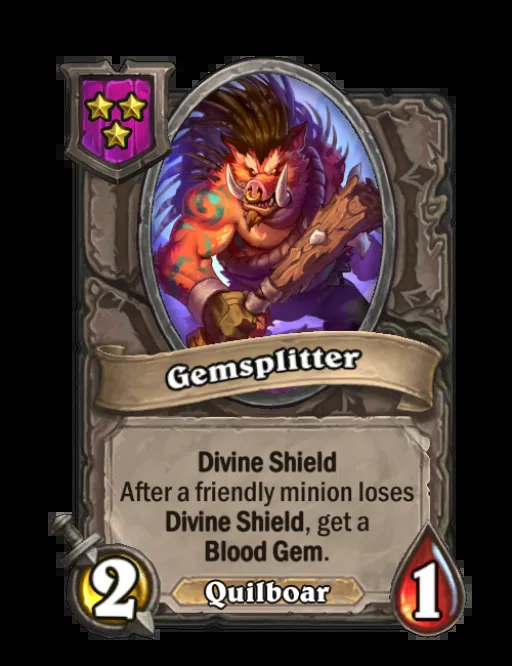 Gemsplitter
Divine Shield
After a friendly minion loses
Divine Shield, get a
Blood Gem.
2
Quilboar
1